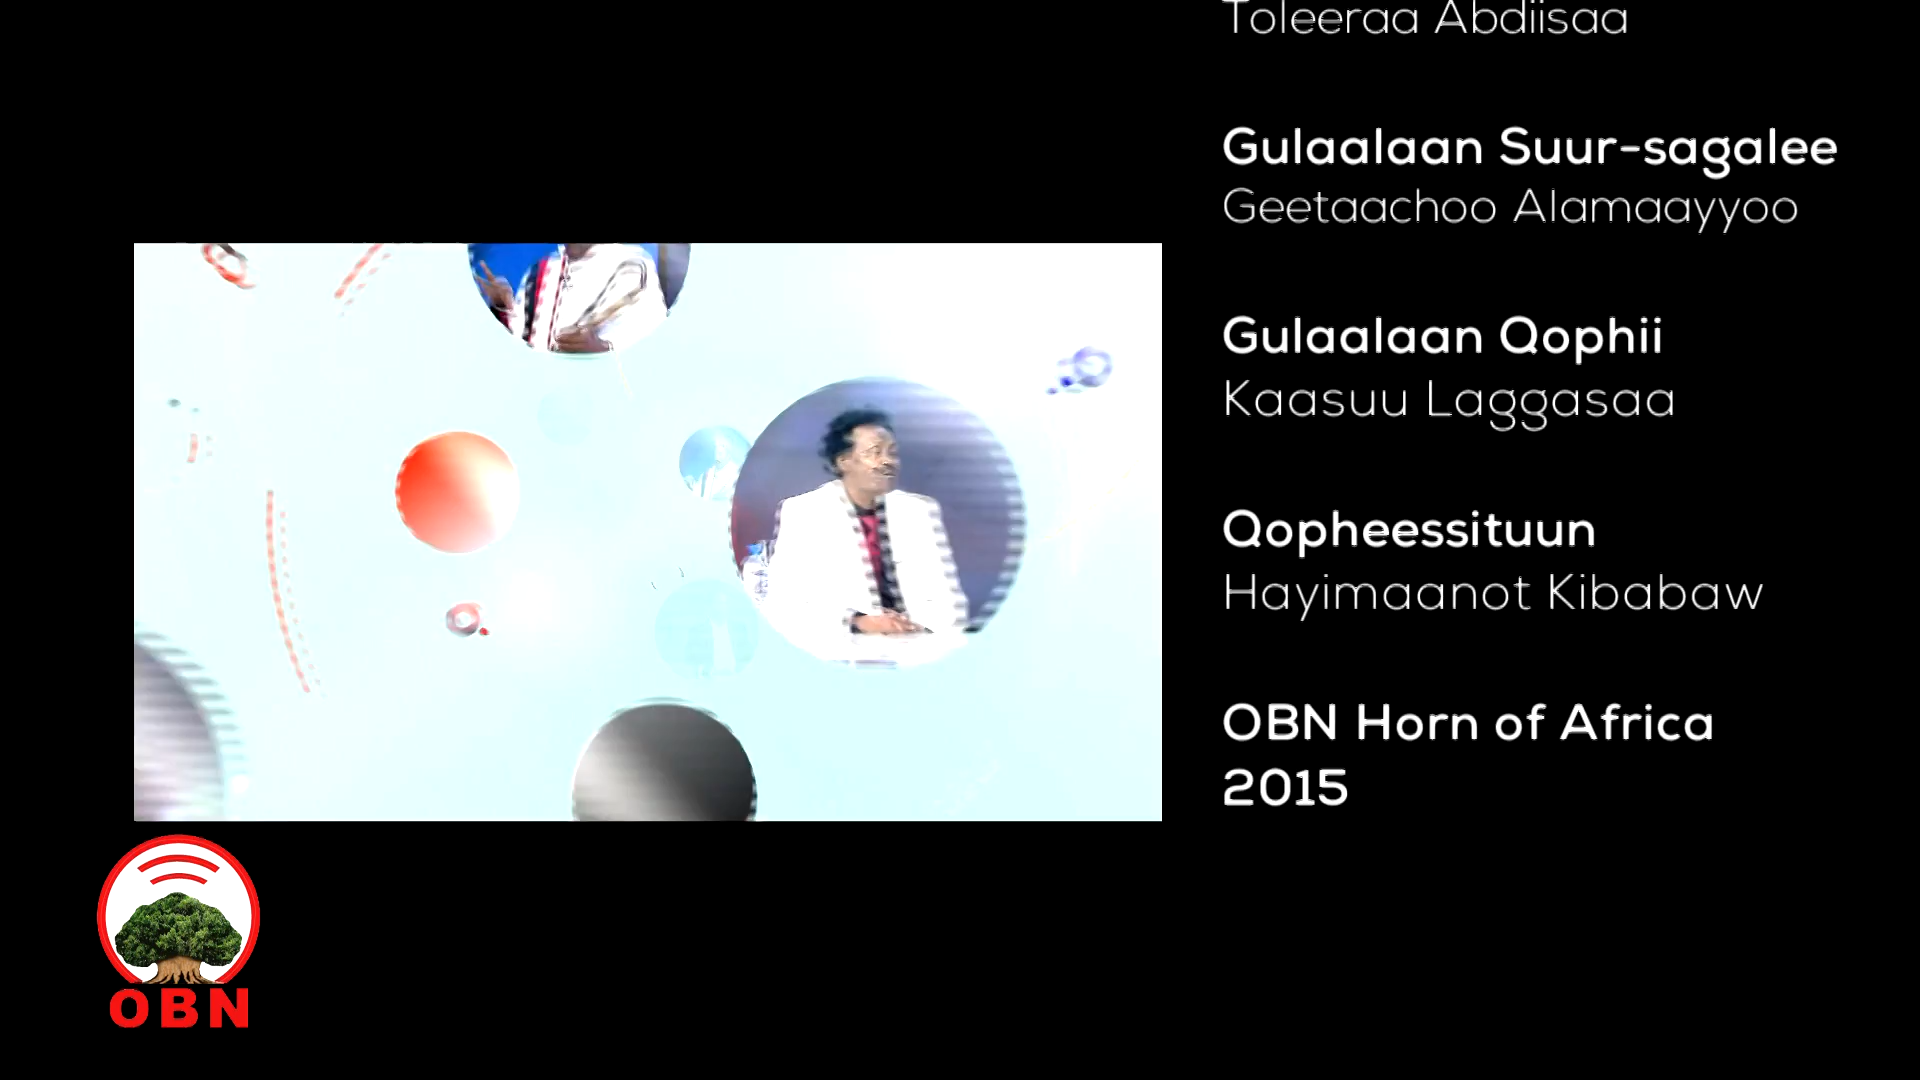 Toleeraa Abdiisaa
Gulaalaan Suur-sagalee
Geetaachoo Alamaayyoo
Gulaalaan Qophii
Kaasuu Laggasaa
Qopheessituun
Hayimaanot Kibabaw
OBN Horn of Africa
2015
OBN